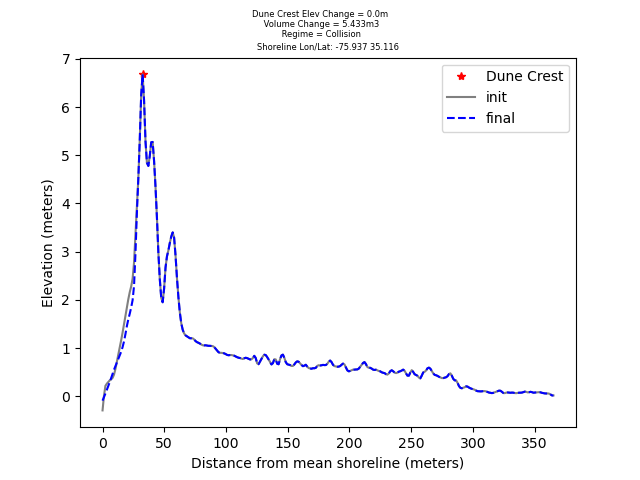 Dune Crest Elev Change = 0.0m
Volume Change = 5.433m3
Regime = Collision
Shoreline Lon/Lat: -75.937 35.116
Dune Crest
init
final
7
6
5
4
3
2
1
0
Elevation (meters)
0 50 100 150 200 250 300 350
Distance from mean shoreline (meters)